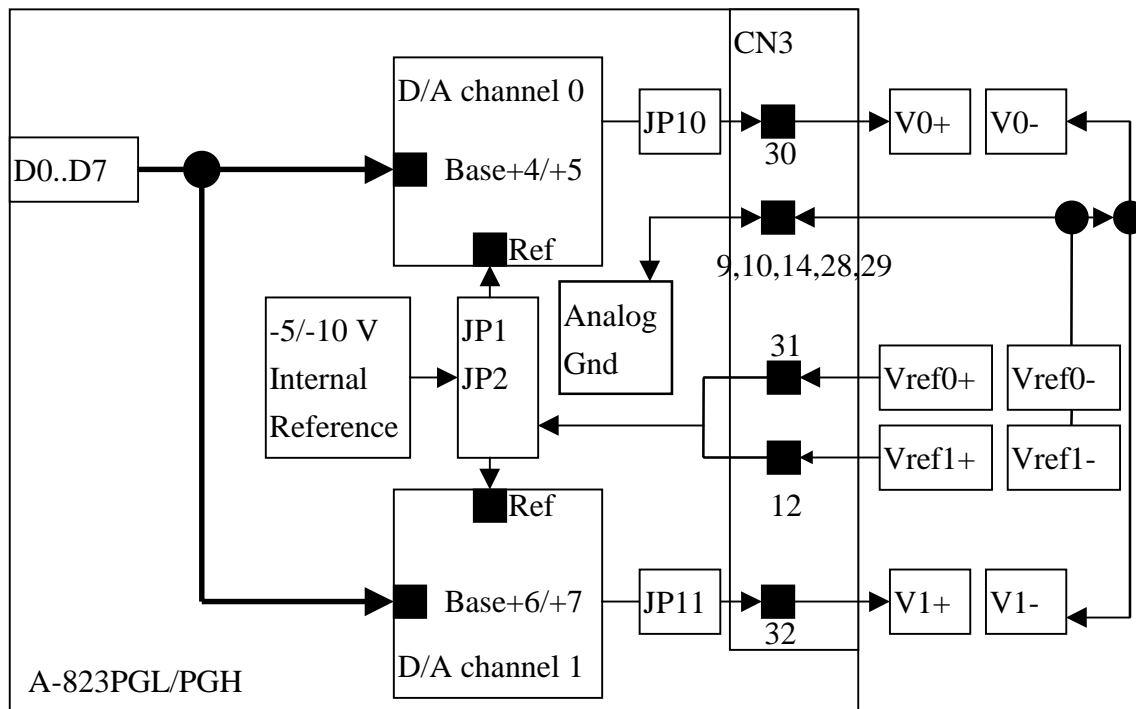 CN3
D/A channel 0
JP10
V0+
V0-
30
D0..D7
Base+4/+5
Ref
9,10,14,28,29
-5/-10 V
Internal
Reference
JP1
JP2
Analog
Gnd
31
Vref0+
Vref0-
Vref1+
Vref1-
12
Ref
Base+6/+7
JP11
V1+
V1-
32
D/A channel 1
A-823PGL/PGH